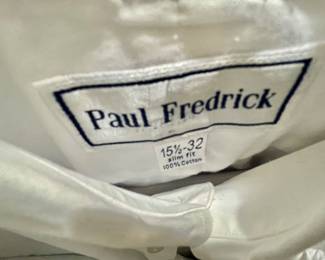 Paul Fredrick
15½-32
slim fit
100% Cotton